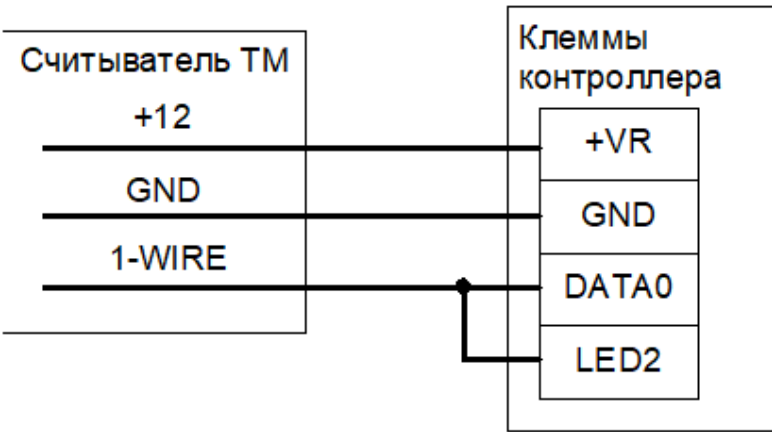 Считыватель ТМ
+12
GND
1-WIRE
Клеммы
контроллера
+VR
GND
DATA0
LED2